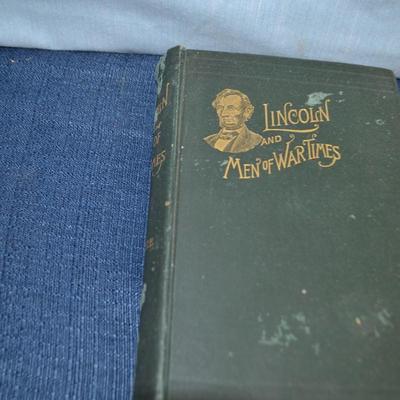 LINCOLN
AND
MEN OF WAR TIMES